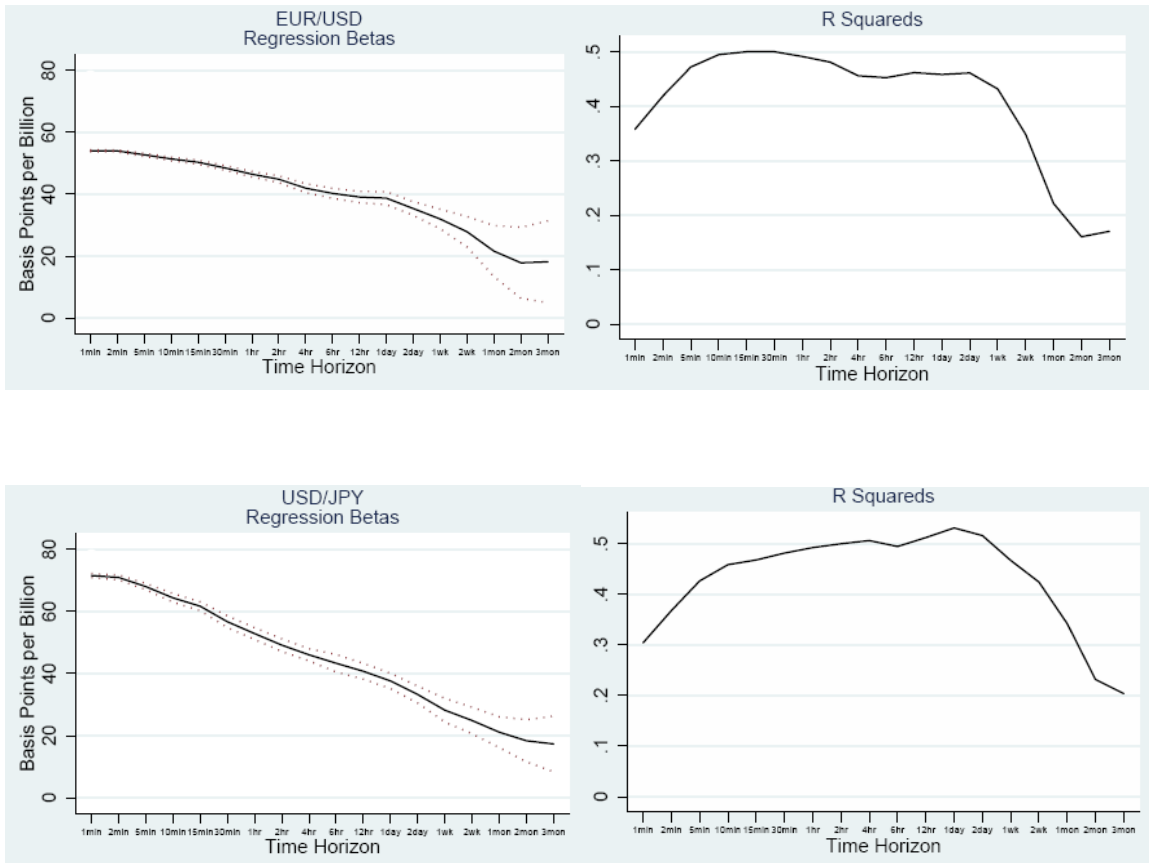 EUR/USD
Regression Betas
Basis Points per Billion
80
60
40
20
0
1min 2min 5min 10min 15min 30min 1hr 2hr 4hr 6hr 12hr 1day 2day 1wk 2wk 1mon 2mon 3mon
Time Horizon
R Squareds
.5
.4
.3
.2
.1
0
1min 2min 5min 10min 15min 30min 1hr 2hr 4hr 6hr 12hr 1day 2day 1wk 2wk 1mon 2mon 3mon
Time Horizon
USD/JPY
Regression Betas
Basis Points per Billion
80
60
40
20
0
1min 2min 5min 10min 15min 30min 1hr 2hr 4hr 6hr 12hr 1day 2day 1wk 2wk 1mon 2mon 3mon
Time Horizon
R Squareds
.5
.4
.3
.2
.1
0
1min 2min 5min 10min 15min 30min 1hr 2hr 4hr 6hr 12hr 1day 2day 1wk 2wk 1mon 2mon 3mon
Time Horizon